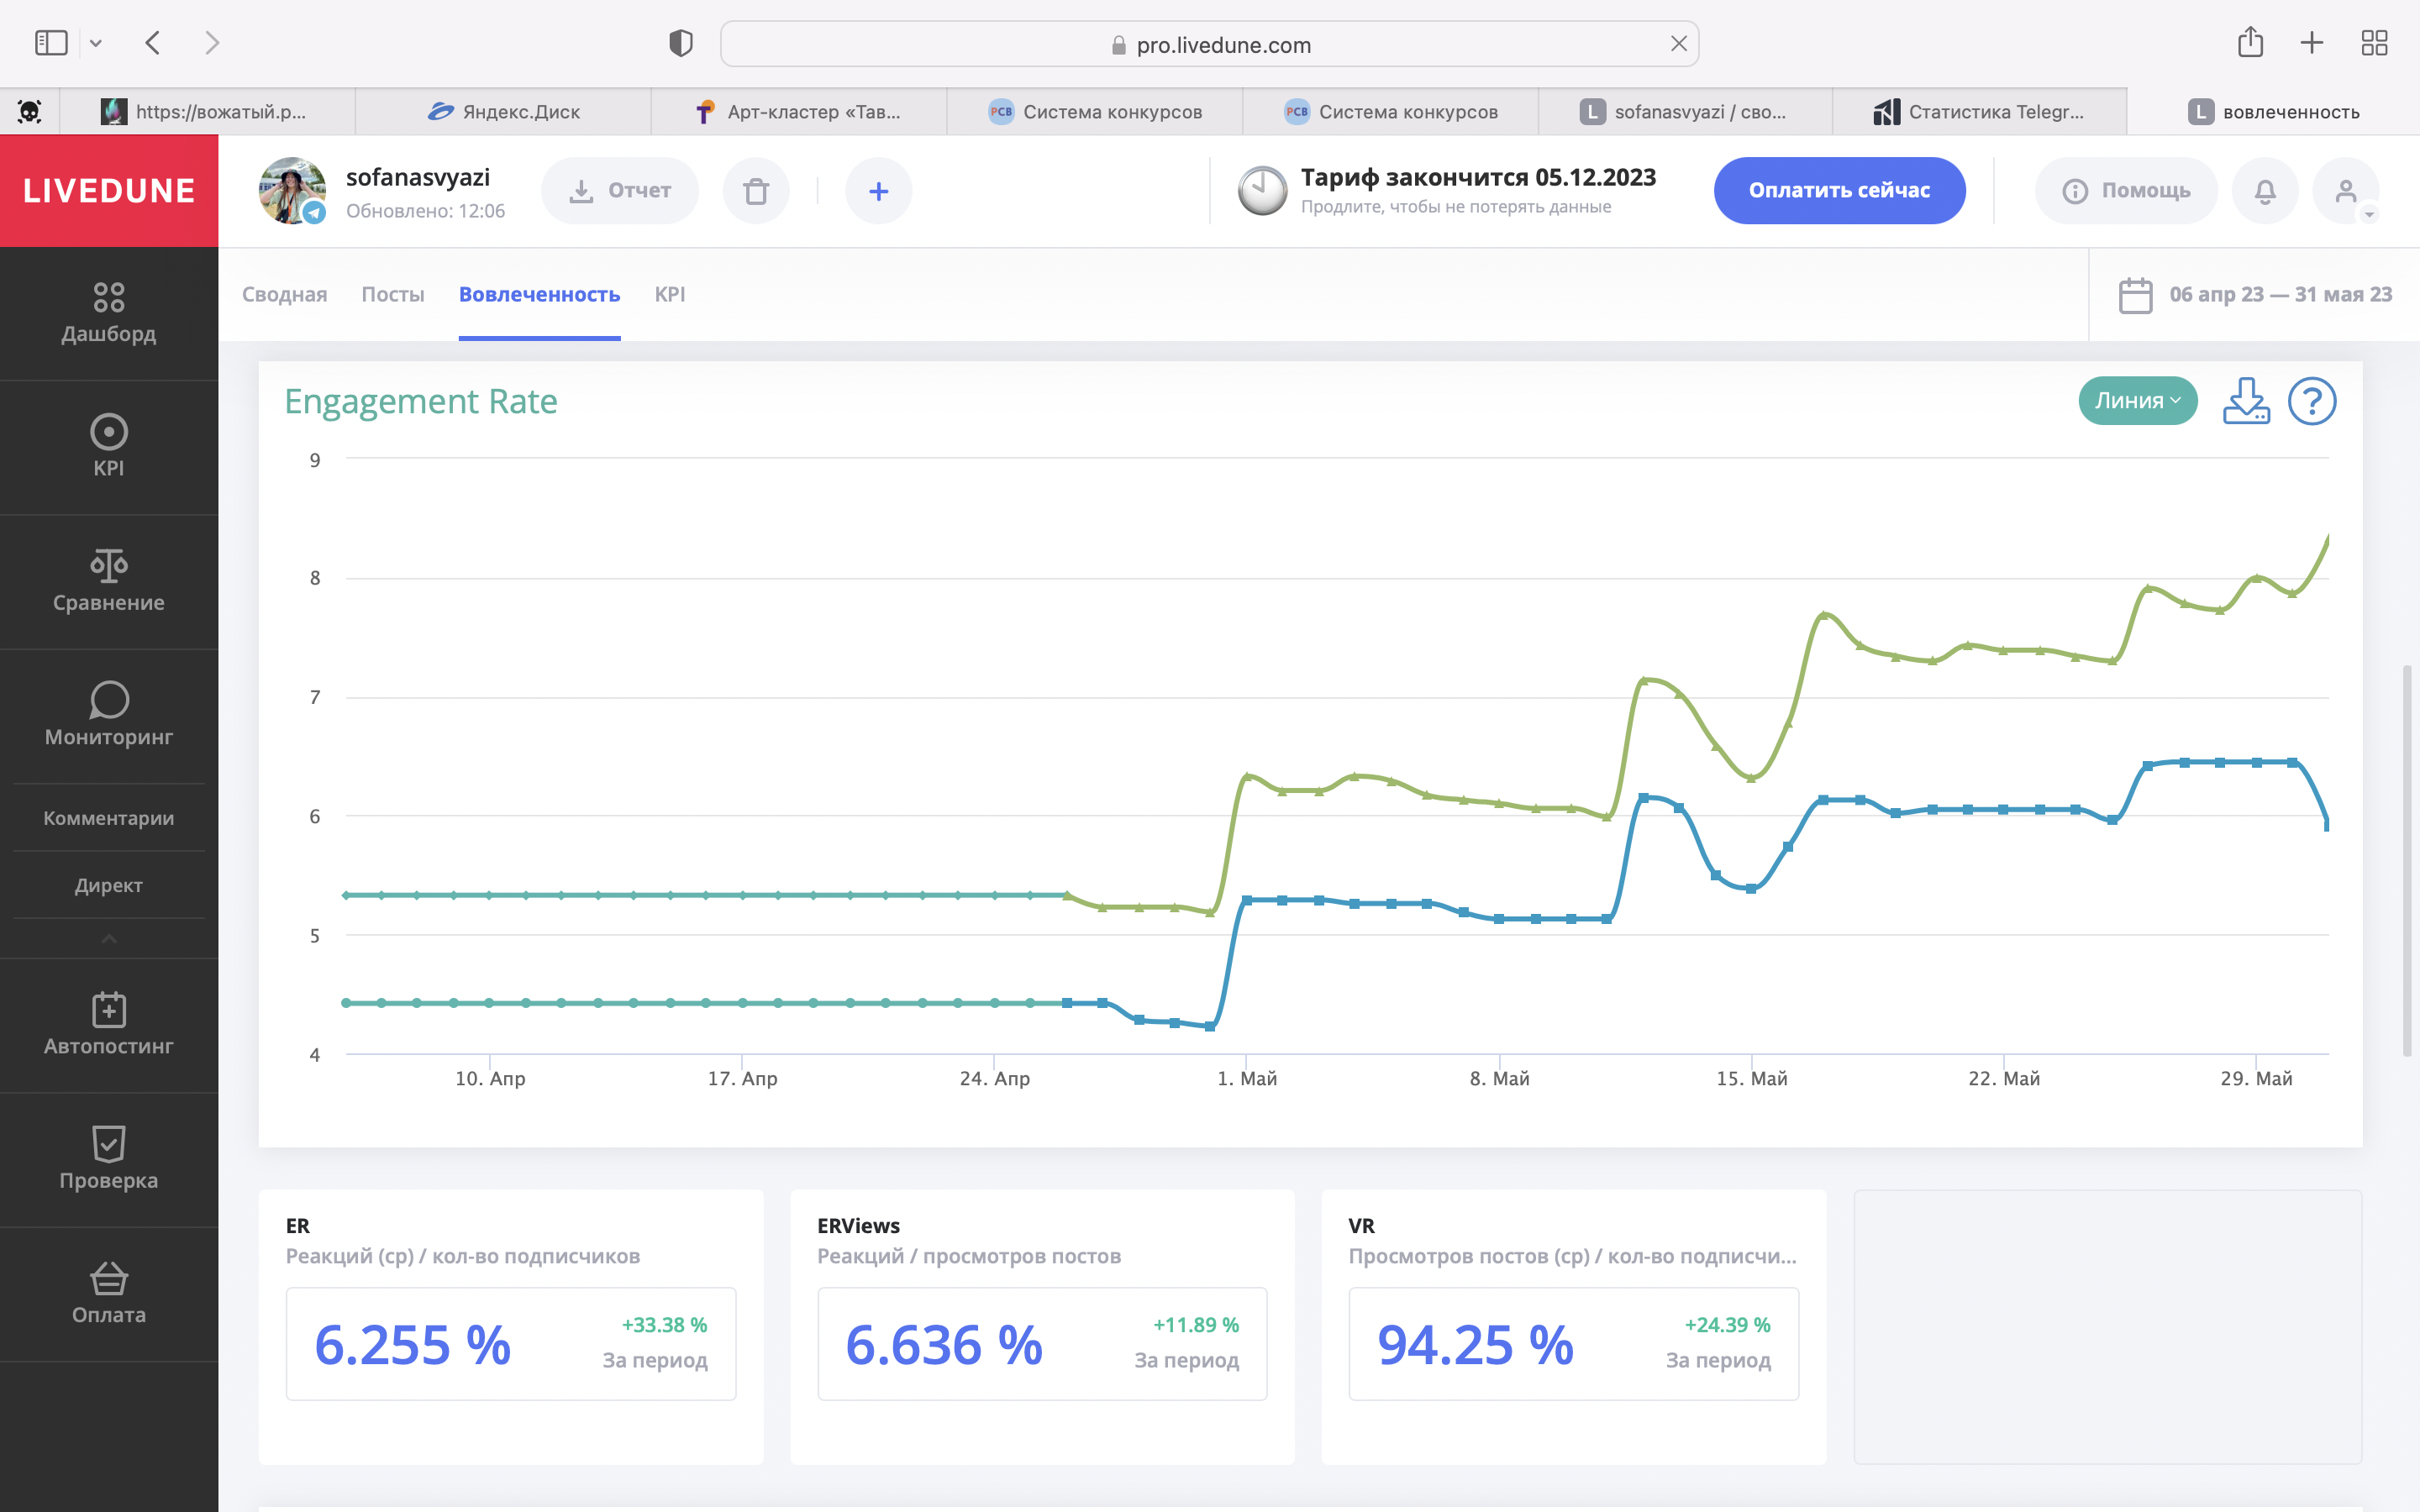 pro.livedune.com
https://вожатый.р...
Яндекс.Диск
Арт-кластер «Тав...
РСВ Система конкурсов
РСВ Система конкурсов
L sofanasvyazi / сво...
Статистика Telegr...
L вовлеченность
LIVEDUNE
sofanasvyazi
Обновлено: 12:06
Отчет
Тариф закончится 05.12.2023
Продлите, чтобы не потерять данные
Оплатить сейчас
Помощь
Сводная
Посты
Вовлеченность
KPI
06 апр 23 — 31 мая 23
Дашборд
KPI
Сравнение
Мониторинг
Комментарии
Директ
Автопостинг
Проверка
Оплата
Engagement Rate
Линия
?
9
8
7
6
5
4
10. Апр
17. Апр
24. Апр
1. Май
8. Май
15. Май
22. Май
29. Май
ER
Реакций (ср) / кол-во подписчиков
6.255 %
+33.38 %
За период
ERViews
Реакций / просмотров постов
6.636 %
+11.89 %
За период
VR
Просмотров постов (ср) / кол-во подписчи...
94.25 %
+24.39 %
За период